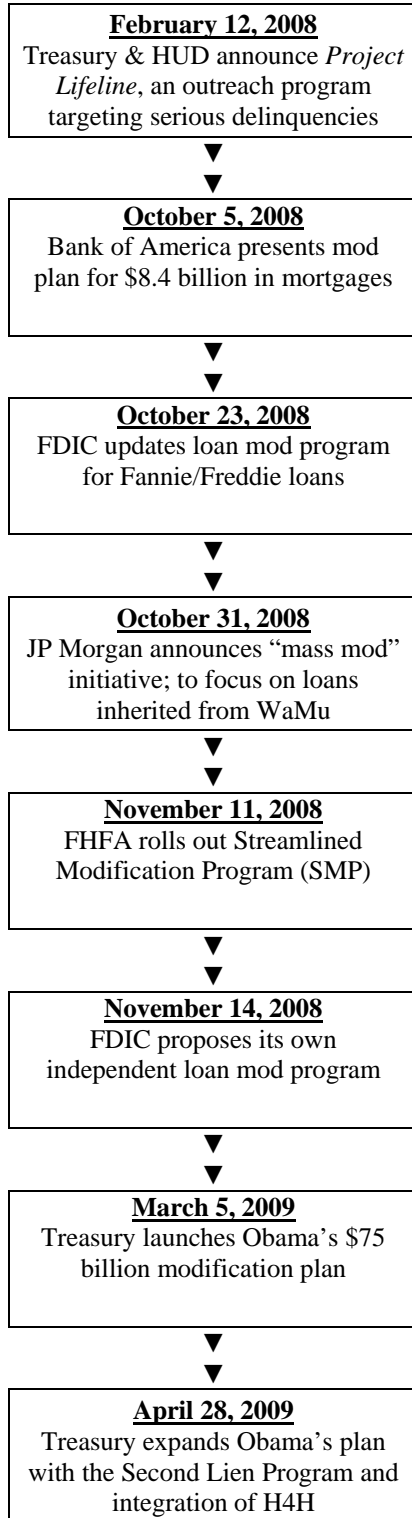 February 12, 2008
Treasury & HUD announce Project
Lifeline, an outreach program
targeting serious delinquencies
October 5, 2008
Bank of America presents mod
plan for $8.4 billion in mortgages
October 23, 2008
FDIC updates loan mod program
for Fannie/Freddie loans
October 31, 2008
JP Morgan announces “mass mod”
initiative; to focus on loans
inherited from WaMu
November 11, 2008
FHFA rolls out Streamlined
Modification Program (SMP)
November 14, 2008
FDIC proposes its own
independent loan mod program
March 5, 2009
Treasury launches Obama’s $75
billion modification plan
April 28, 2009
Treasury expands Obama’s plan
with the Second Lien Program and
integration of H4H